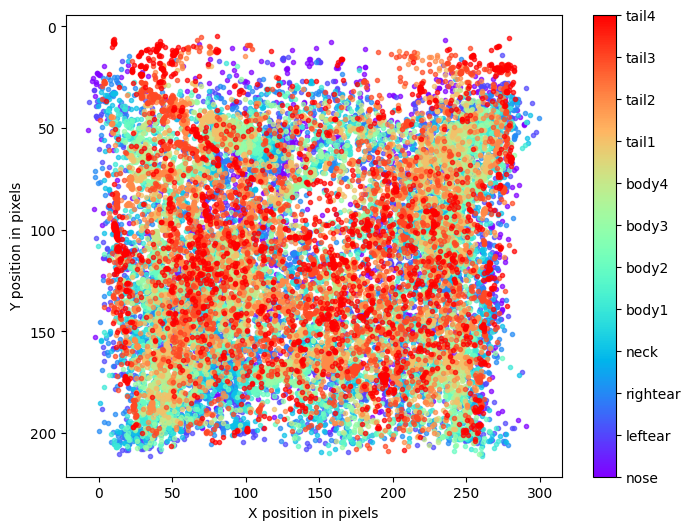 0
50
100
150
200
Y position in pixels
0
50
100
150
200
250
300
X position in pixels
tail4
tail3
tail2
tail1
body4
body3
body2
body1
neck
rightear
leftear
nose